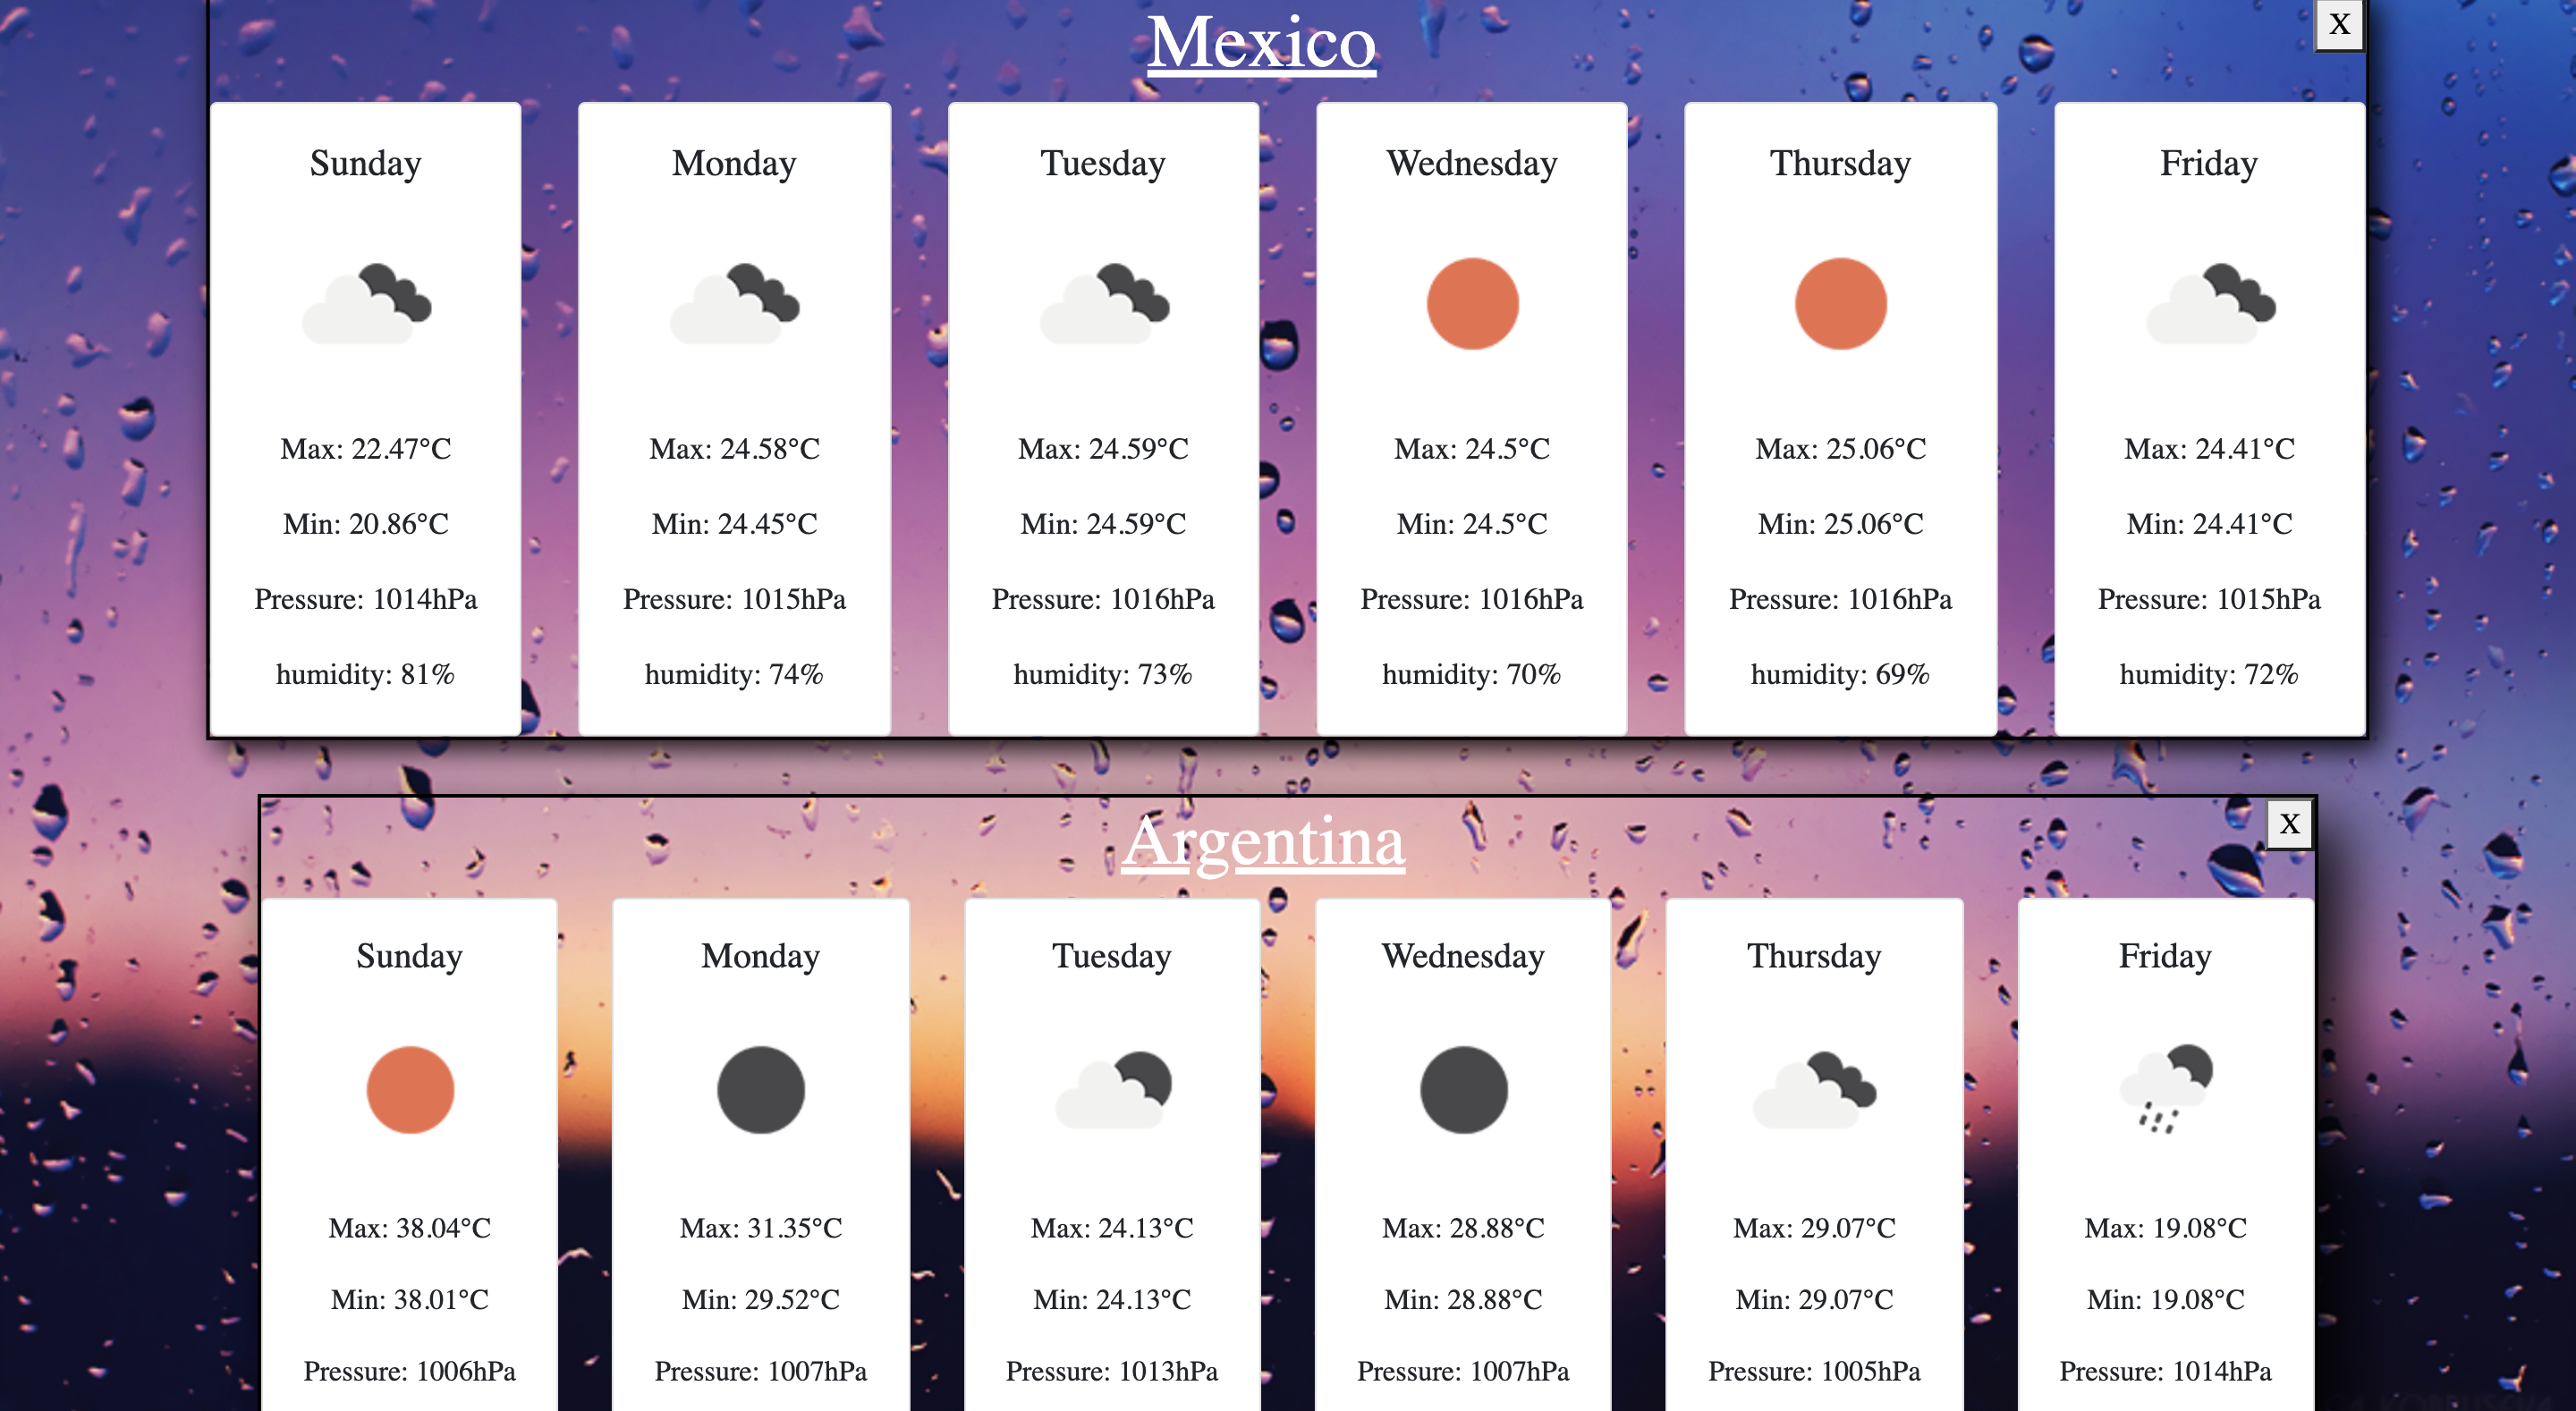 Mexico
X
Sunday
Monday
Tuesday
Wednesday
Thursday
Friday
Max: 22.47°C
Max: 24.58°C
Max: 24.59°C
Max: 24.5°C
Max: 25.06°C
Max: 24.41°C
Min: 20.86°C
Min: 24.45°C
Min: 24.59°C
Min: 24.5°C
Min: 25.06°C
Min: 24.41°C
Pressure: 1014hPa
Pressure: 1015hPa
Pressure: 1016hPa
Pressure: 1016hPa
Pressure: 1016hPa
Pressure: 1015hPa
humidity: 81%
humidity: 74%
humidity: 73%
humidity: 70%
humidity: 69%
humidity: 72%
Argentina
X
Sunday
Monday
Tuesday
Wednesday
Thursday
Friday
Max: 38.04°C
Max: 31.35°C
Max: 24.13°C
Max: 28.88°C
Max: 29.07°C
Max: 19.08°C
Min: 38.01°C
Min: 29.52°C
Min: 24.13°C
Min: 28.88°C
Min: 29.07°C
Min: 19.08°C
Pressure: 1006hPa
Pressure: 1007hPa
Pressure: 1013hPa
Pressure: 1007hPa
Pressure: 1005hPa
Pressure: 1014hPa